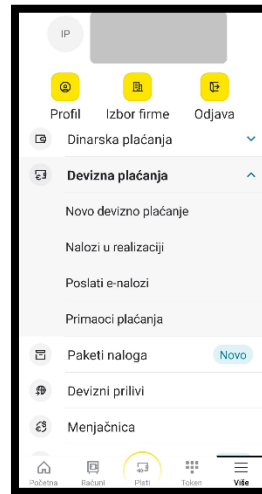 IP
Profil
Izbor firme
Odjava
Dinarska plaćanja
Devizna plaćanja
Novo devizno plaćanje
Nalozi u realizaciji
Poslati e-nalozi
Primaoci plaćanja
Paketi naloga
Novo
Devizni prilivi
Menjačnica
Početna
Računi
Plati
Token
Više